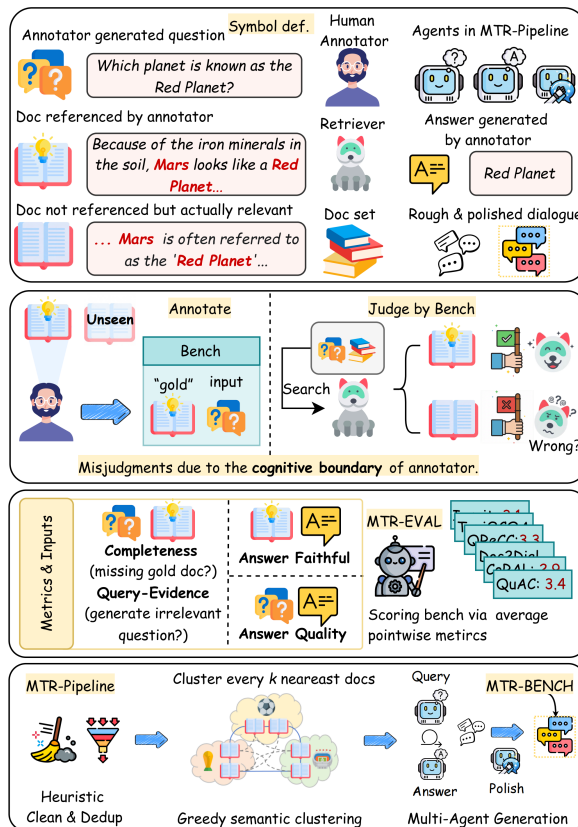 Symbol def.
Annotator generated question
Which planet is known as the
Red Planet?
Human
Annotator
Agents in MTR-Pipeline
?
A
Doc referenced by annotator
Because of the iron minerals in
the soil, Mars looks like a Red
Planet...
Retriever
Answer generated
by annotator
A
Red Planet
Doc not referenced but actually relevant
... Mars is often referred to
as the 'Red Planet'...
Doc set
Rough & polished dialogue
Unseen
Annotate
Bench
"gold"
input
Judge by Bench
Search
Wrong?
Misjudgments due to the cognitive boundary of annotator.
Metrics & Inputs
Completeness
(missing gold doc?)
Query-Evidence
(generate irrelevant
question?)
A
Answer Faithful
A
Answer Quality
MTR-EVAL
QReCC:3.3
Doc2Dial
CoRAL: 2.9
QuAC: 3.4
Scoring bench via average
pointwise metircs
MTR-Pipeline
Heuristic
Clean & Dedup
Cluster every k neareast docs
Greedy semantic clustering
Query
?
A
Answer
Polish
MTR-BENCH
Multi-Agent Generation